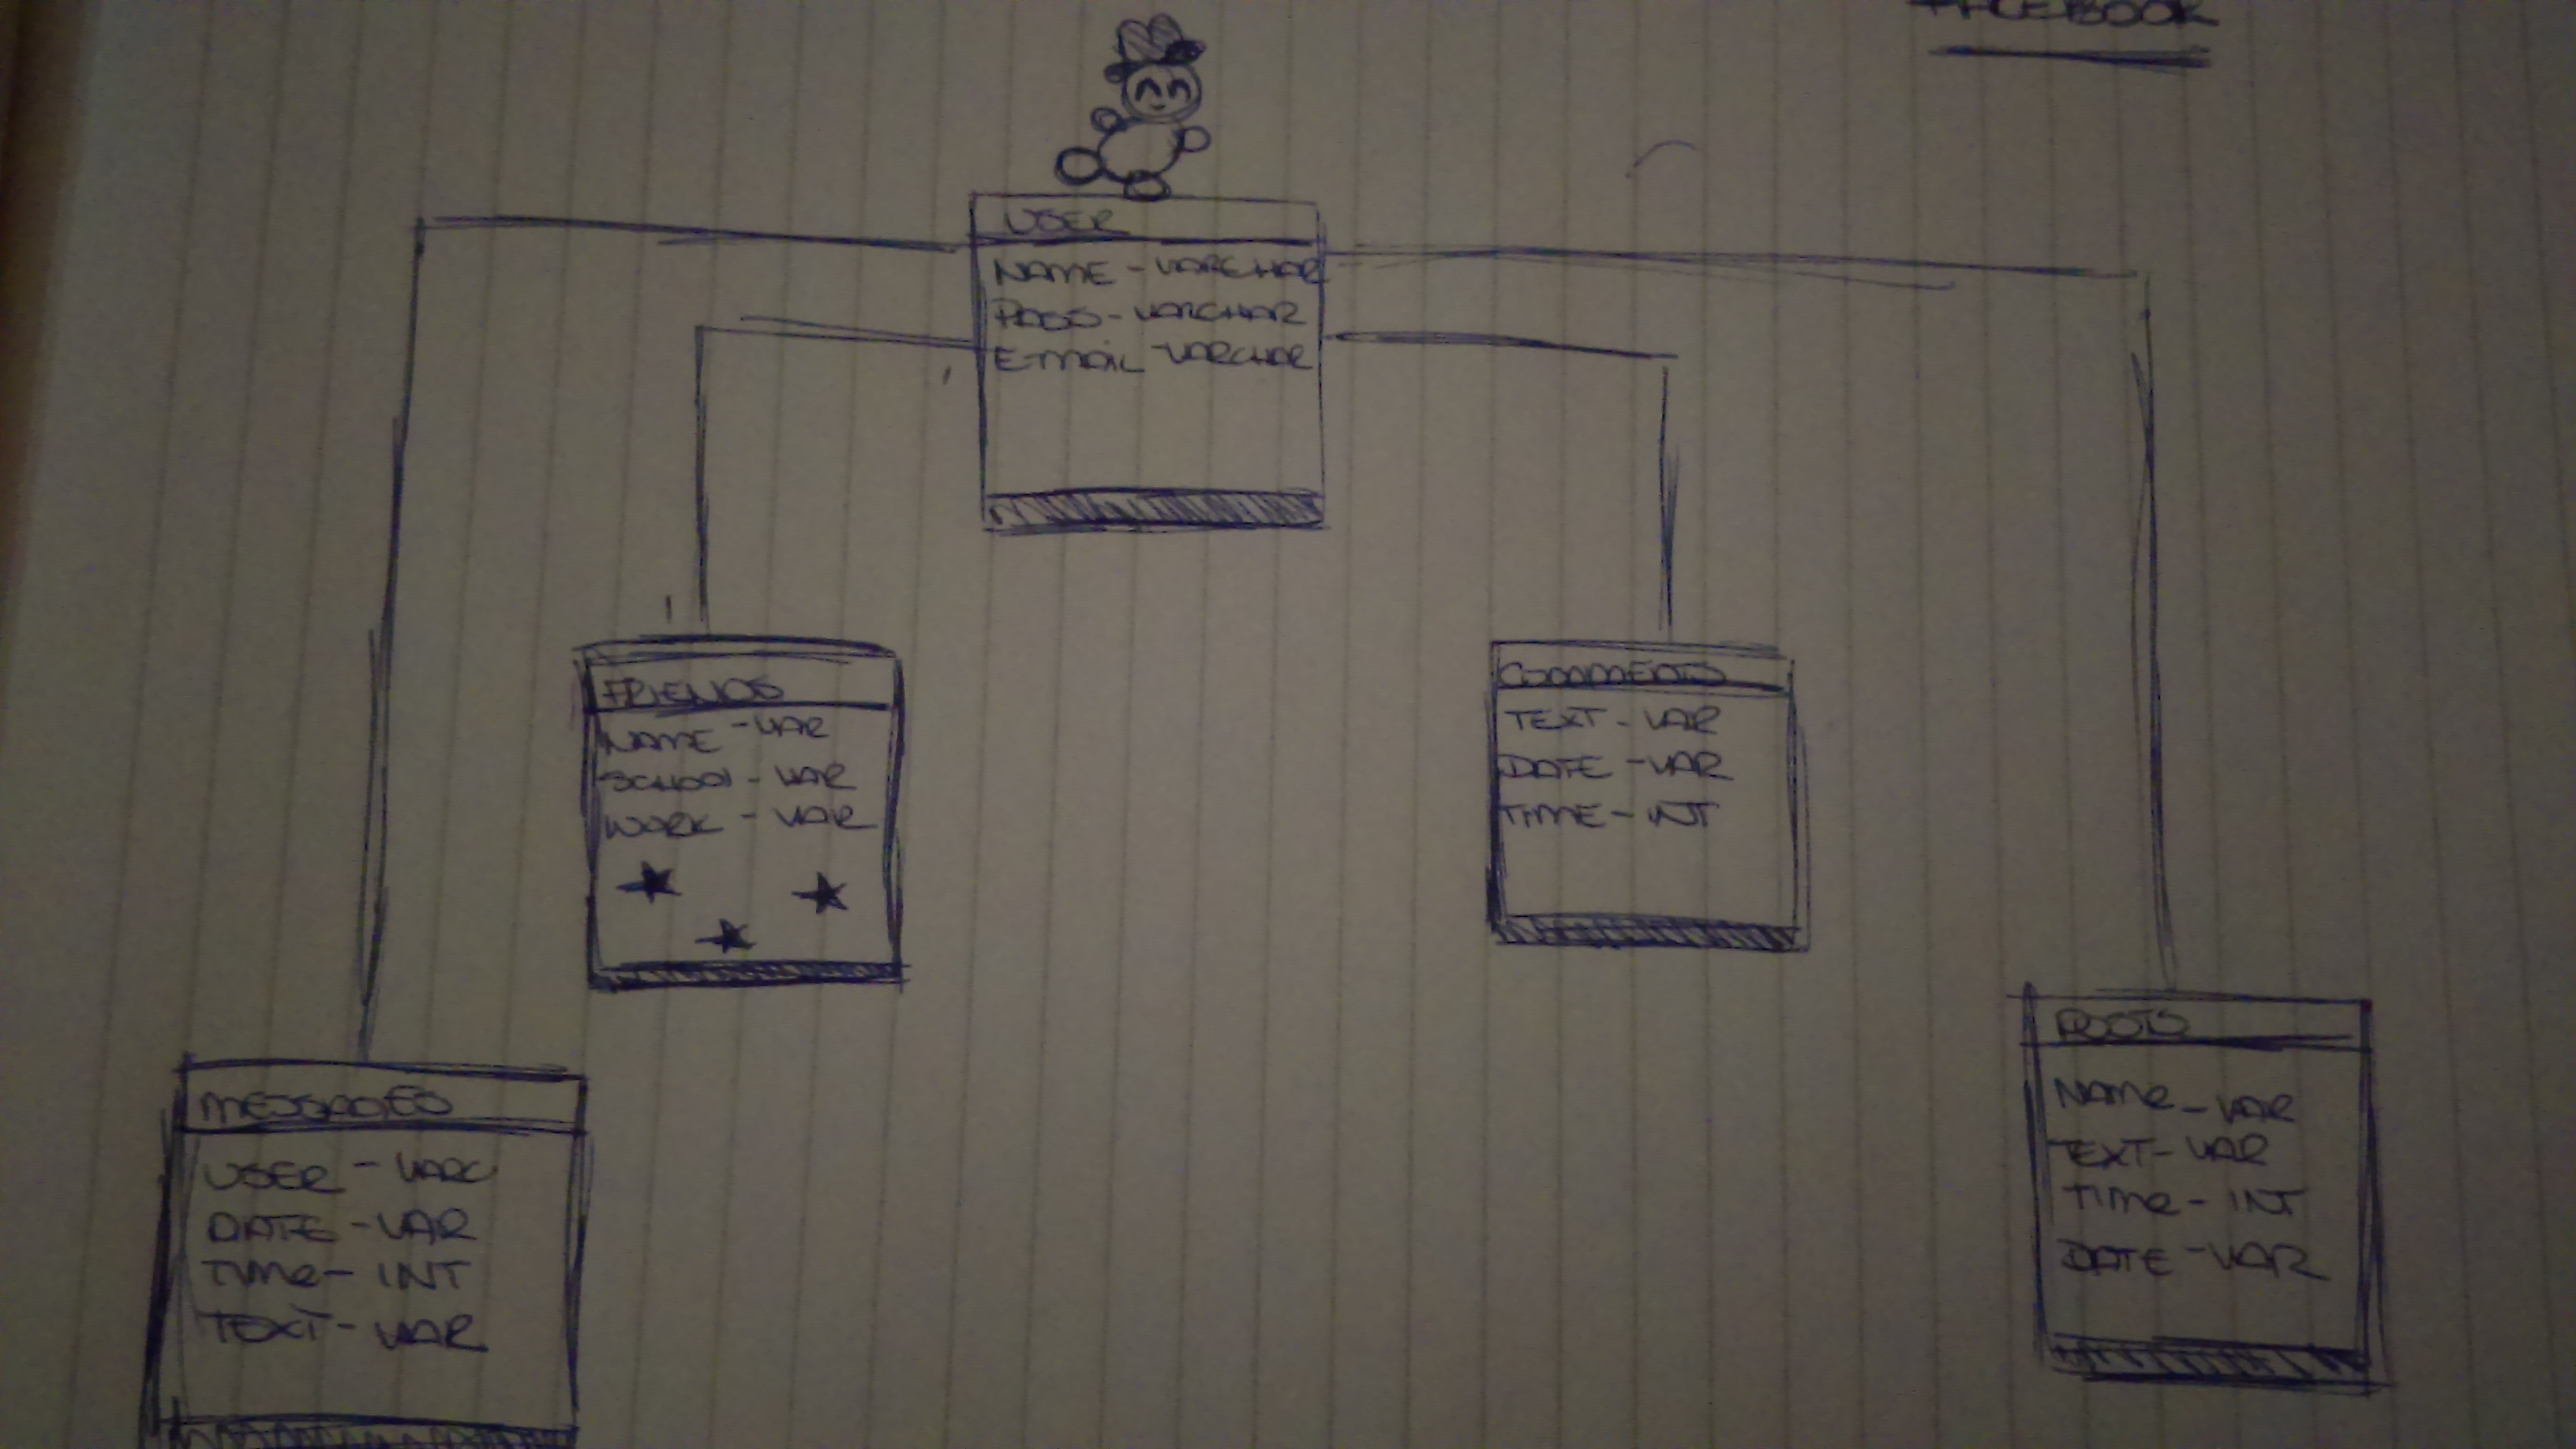 FACEBOOK
USER
NAME - VARCHAR
PASS - VARCHAR
E-MAIL - VARCHAR
FRIENDS
NAME - VAR
SCHOOL - VAR
WORK - VAR
COMMENTS
TEXT - VAR
DATE - VAR
TIME - INT
MESSAGES
USER - VARC
DATE - VAR
TIME - INT
TEXT - VAR
POSTS
NAME - VAR
TEXT - VAR
TIME - INT
DATE - VAR